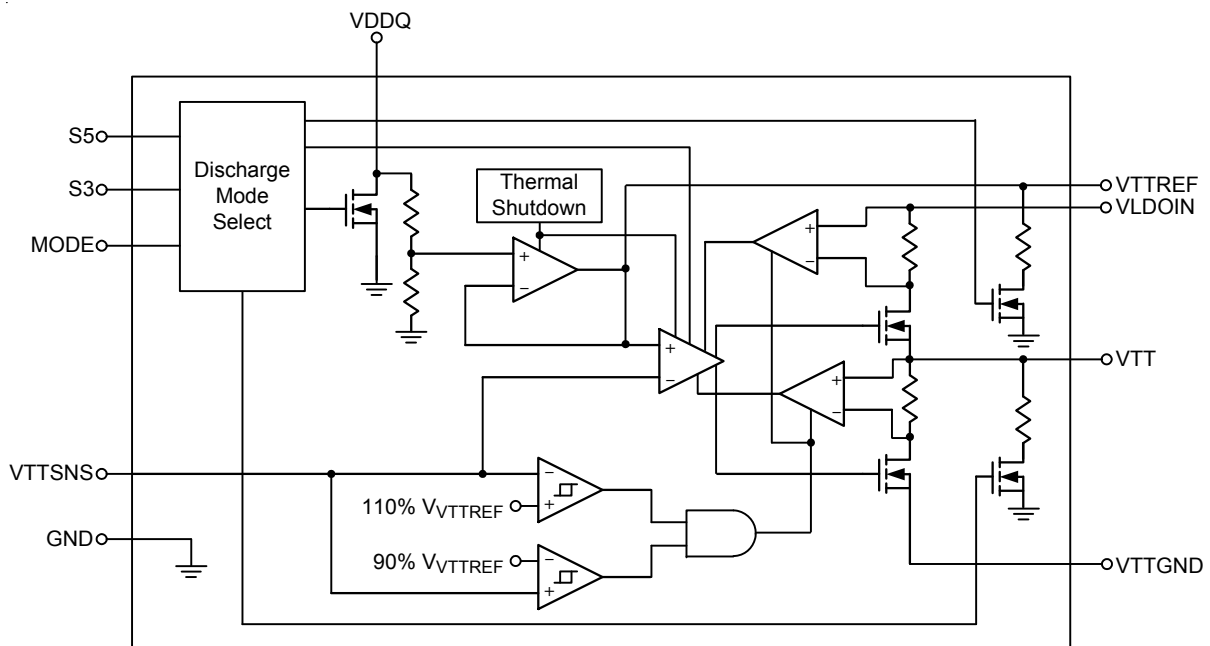 VDDQ
S5
S3
MODE
Discharge
Mode
Select
Thermal
Shutdown
VTTREF
VLDOIN
+
−
+
−
+
−
VTT
+
−
VTTSNS
−
+
110% VVTTREF
GND
90% VVTTREF
−
+
VTTGND